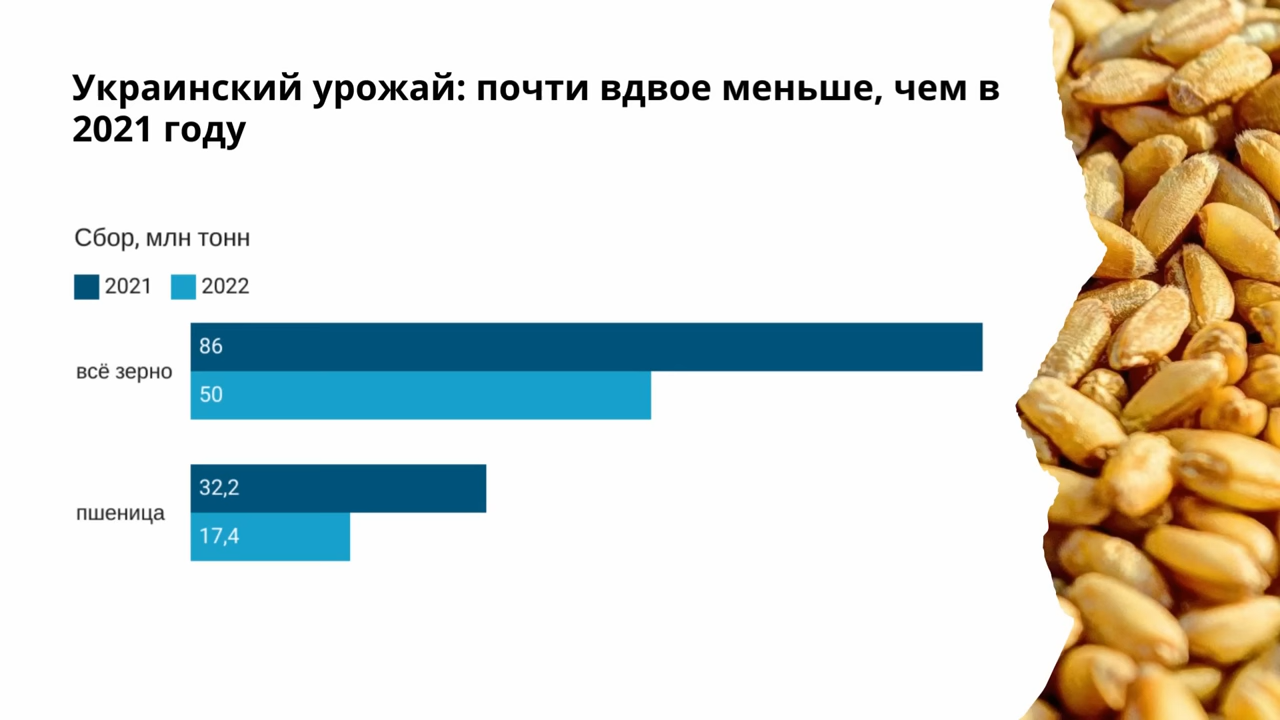 Украинский урожай: почти вдвое меньше, чем в
2021 году
Сбор, млн тонн
2021 2022
86
всё зерно
50
32,2
пшеница
17,4